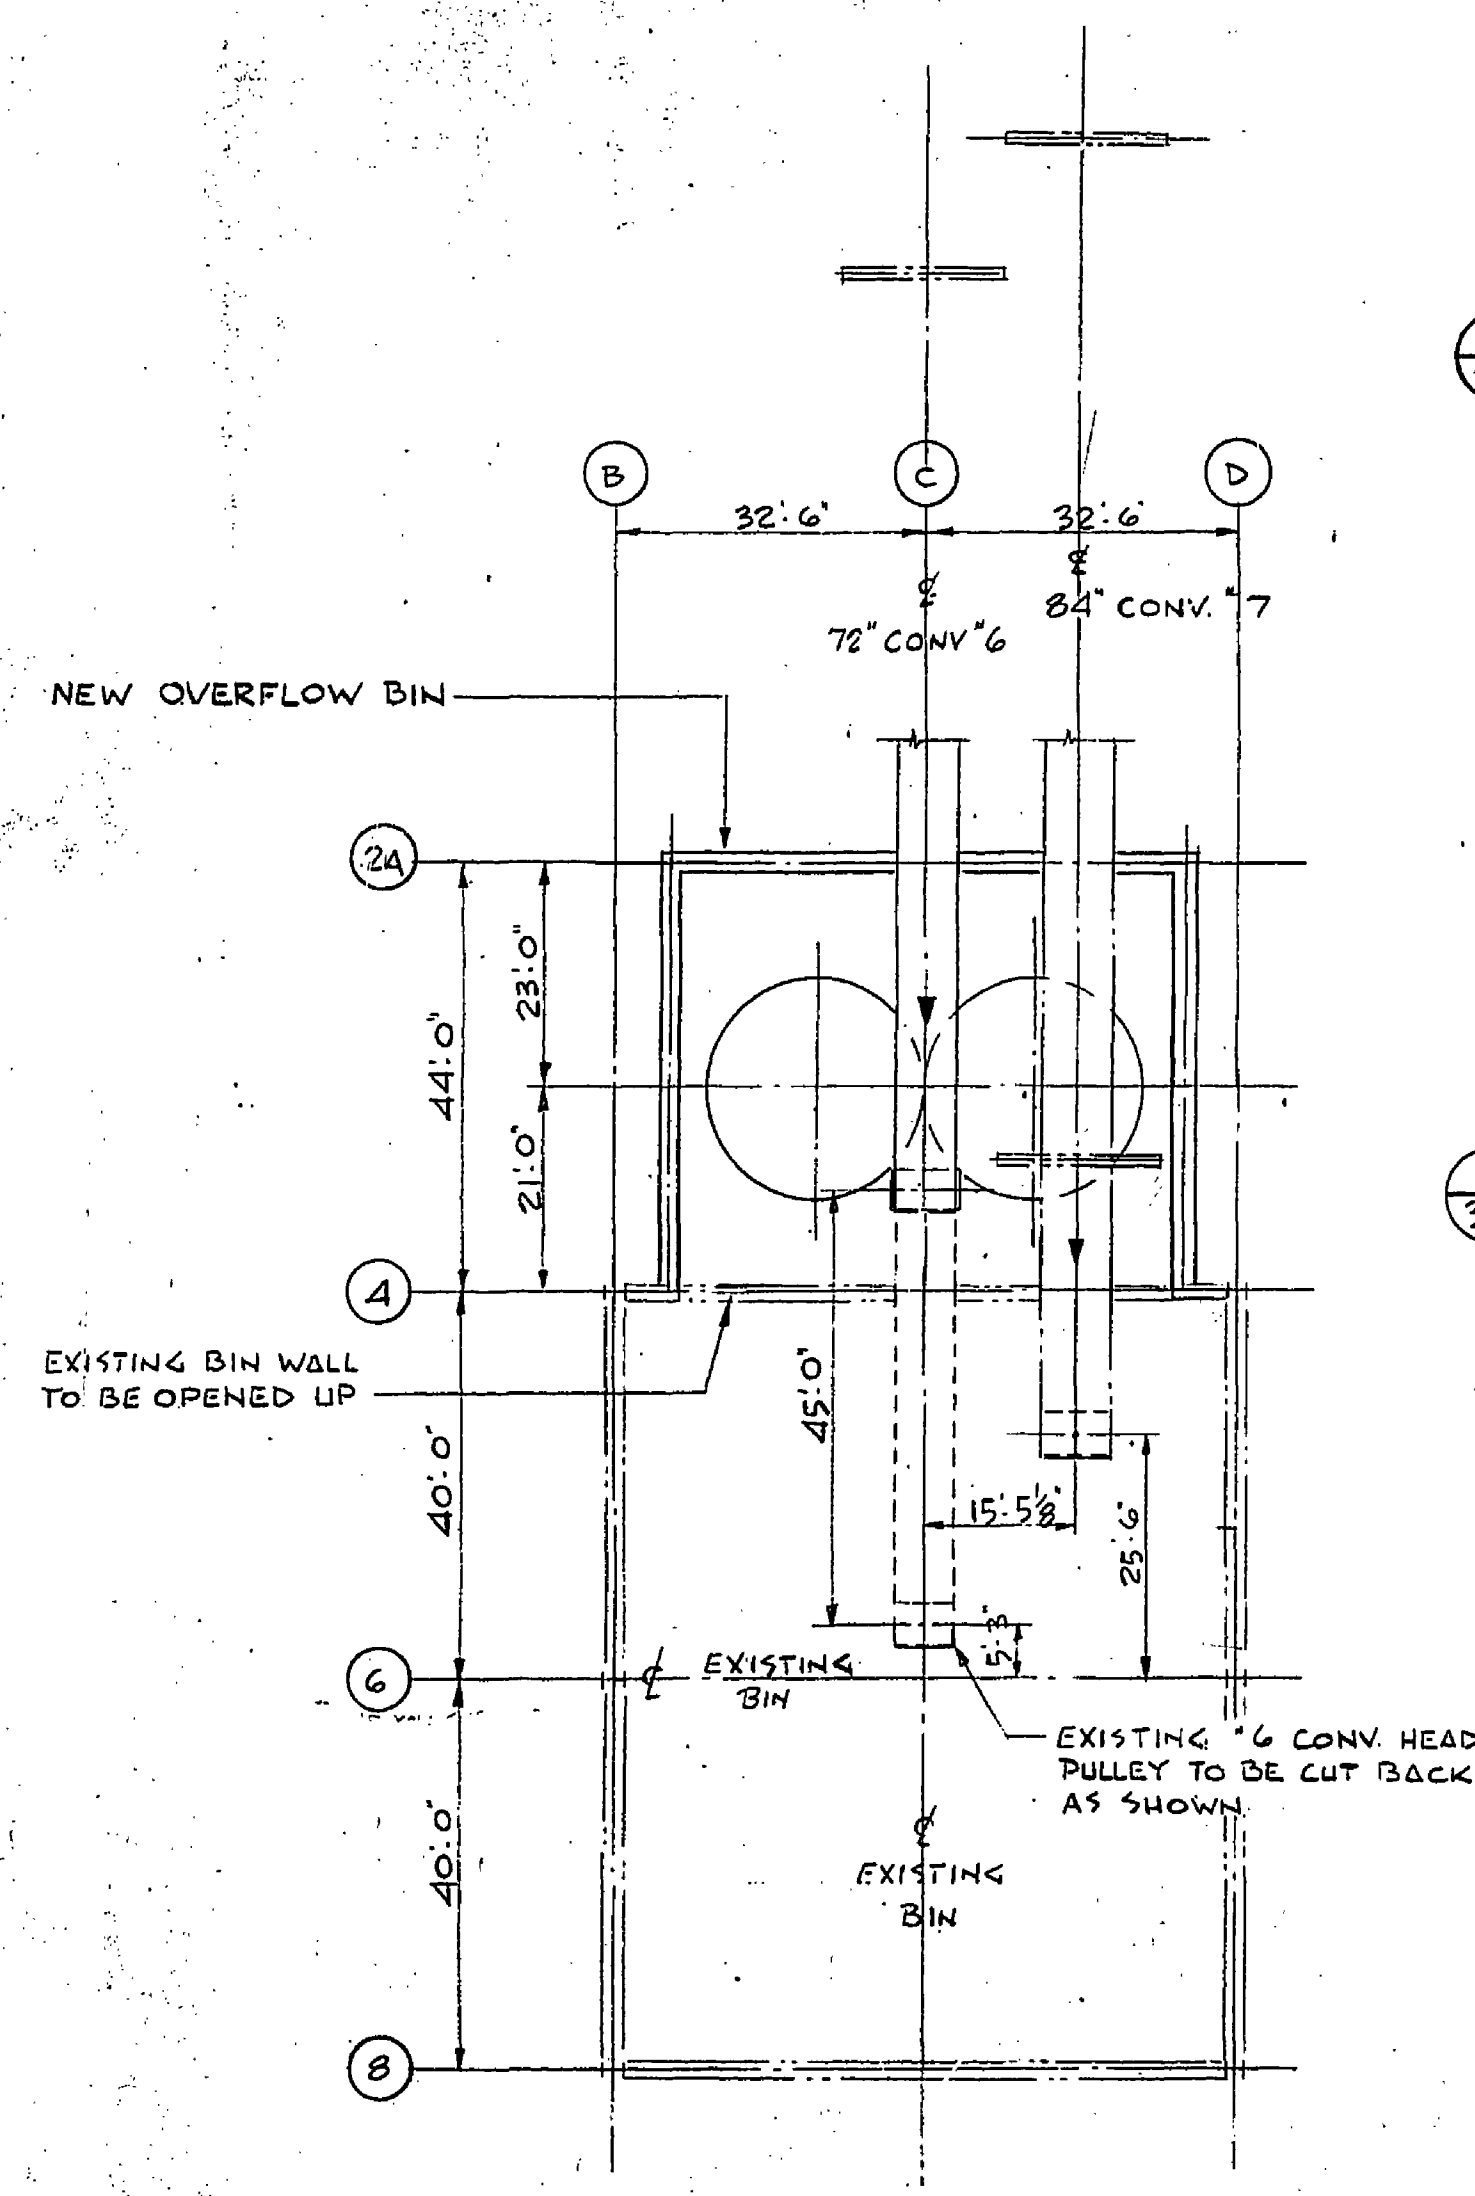 B
C
D
32'-6"
32'-6"
℄
℄
84" CONV. #7
72" CONV #6
NEW OVERFLOW BIN
2A
23'-0"
44'-0"
21'-0"
4
EXISTING BIN WALL
TO BE OPENED UP
45'-0"
40'-0"
15'-5⅛"
25'-6"
5'-3"
6
℄ EXISTING
BIN
EXISTING #6 CONV. HEAD
PULLEY TO BE CUT BACK
AS SHOWN
40'-0"
℄
EXISTING
BIN
8